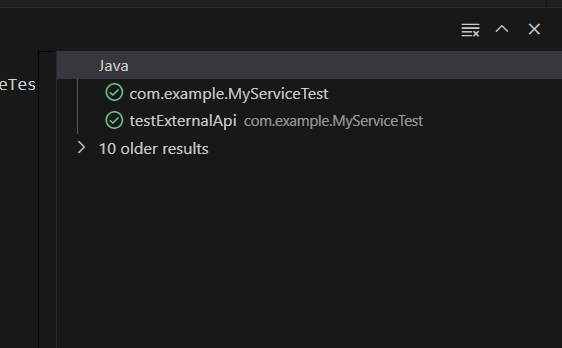 Java
eTes
com.example.MyServiceTest
testExternalApi com.example.MyServiceTest
10 older results